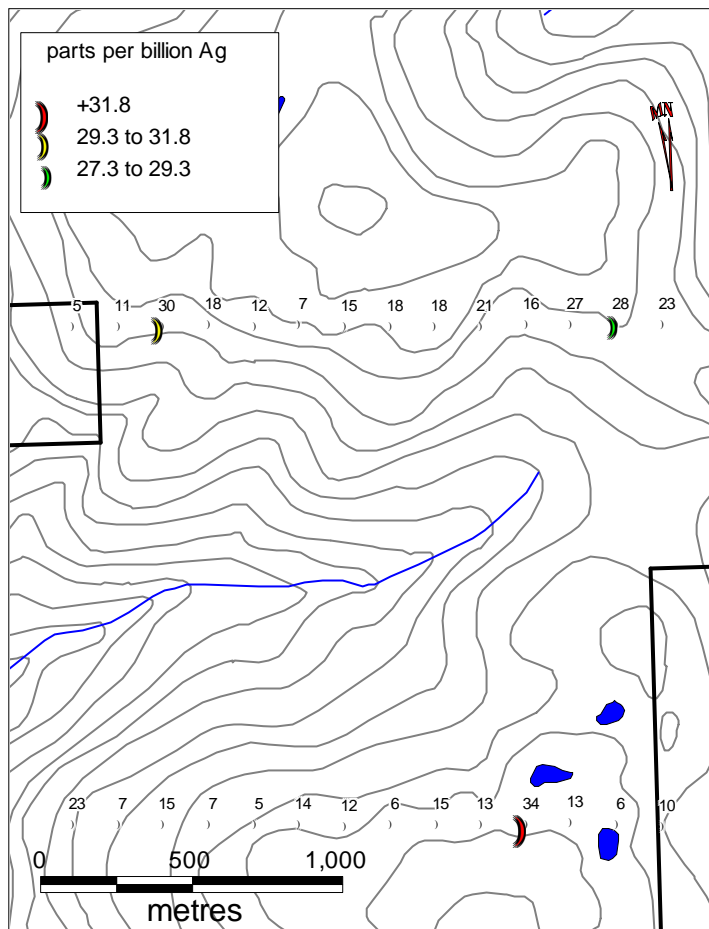 parts per billion Ag
+31.8
29.3 to 31.8
27.3 to 29.3
MN
5 11 30 18 12 7 15 18 18 21 16 27 28 23
23 7 15 7 5 14 12 6 15 13 34 13 6 10
0 500 1,000
metres